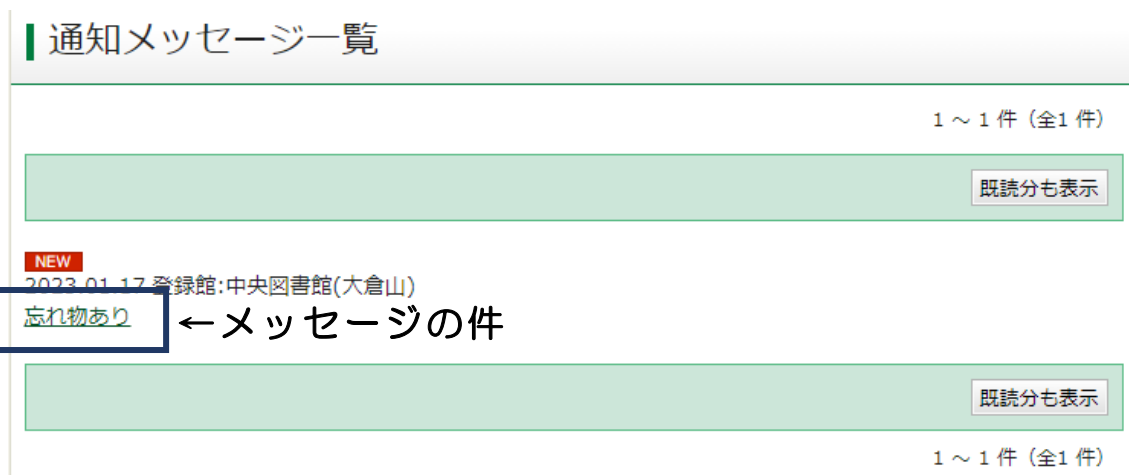 通知メッセージ一覧
1 ～ 1 件（全1 件）
既読分も表示
NEW
2023.01.17 登録館:中央図書館(大倉山)
忘れ物あり ←メッセージの件
既読分も表示
1 ～ 1 件（全1 件）